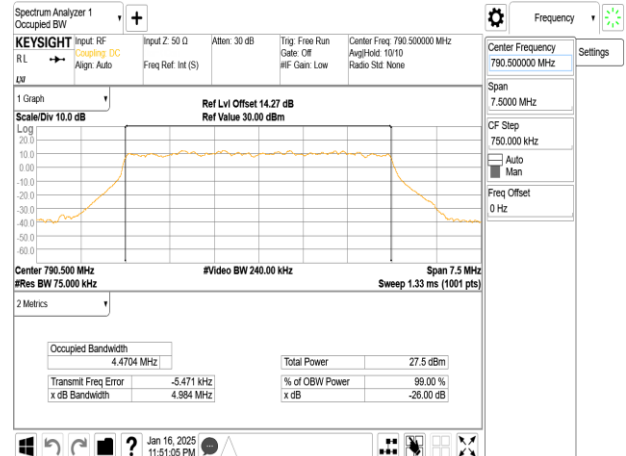 Spectrum Analyzer 1
Occupied BW
▼
+
KEYSIGHT
RL
LXI
Input: RF
Coupling: DC
Align: Auto
Input Z: 50 Ω
Freq Ref: Int (S)
Atten: 30 dB
Trig: Free Run
Gate: Off
#IF Gain: Low
Center Freq: 790.500000 MHz
Avg|Hold: 10/10
Radio Std: None
1 Graph ▼
Scale/Div 10.0 dB
Ref Lvl Offset 14.27 dB
Ref Value 30.00 dBm
Log
20.0
10.0
0.00
-10.0
-20.0
-30.0
-40.0
-50.0
-60.0
Center 790.500 MHz
#Video BW 240.00 kHz
Span 7.5 MHz
#Res BW 75.000 kHz
Sweep 1.33 ms (1001 pts)
2 Metrics ▼
Occupied Bandwidth
4.4704 MHz
Transmit Freq Error -5.471 kHz
x dB Bandwidth 4.984 MHz
Total Power 27.5 dBm
% of OBW Power 99.00 %
x dB -26.00 dB
Jan 16, 2025
11:51:05 PM
?
Frequency ▼
Settings
Center Frequency
790.500000 MHz
Span
7.5000 MHz
CF Step
750.000 kHz
Auto
Man
Freq Offset
0 Hz